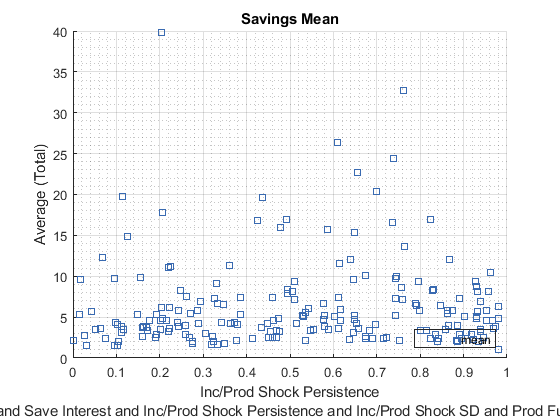 Savings Mean
40
35
30
25
20
15
10
5
0
Average (Total)
mean
0 0.1 0.2 0.3 0.4 0.5 0.6 0.7 0.8 0.9 1
Inc/Prod Shock Persistence
and Save Interest and Inc/Prod Shock Persistence and Inc/Prod Shock SD and Prod Fu